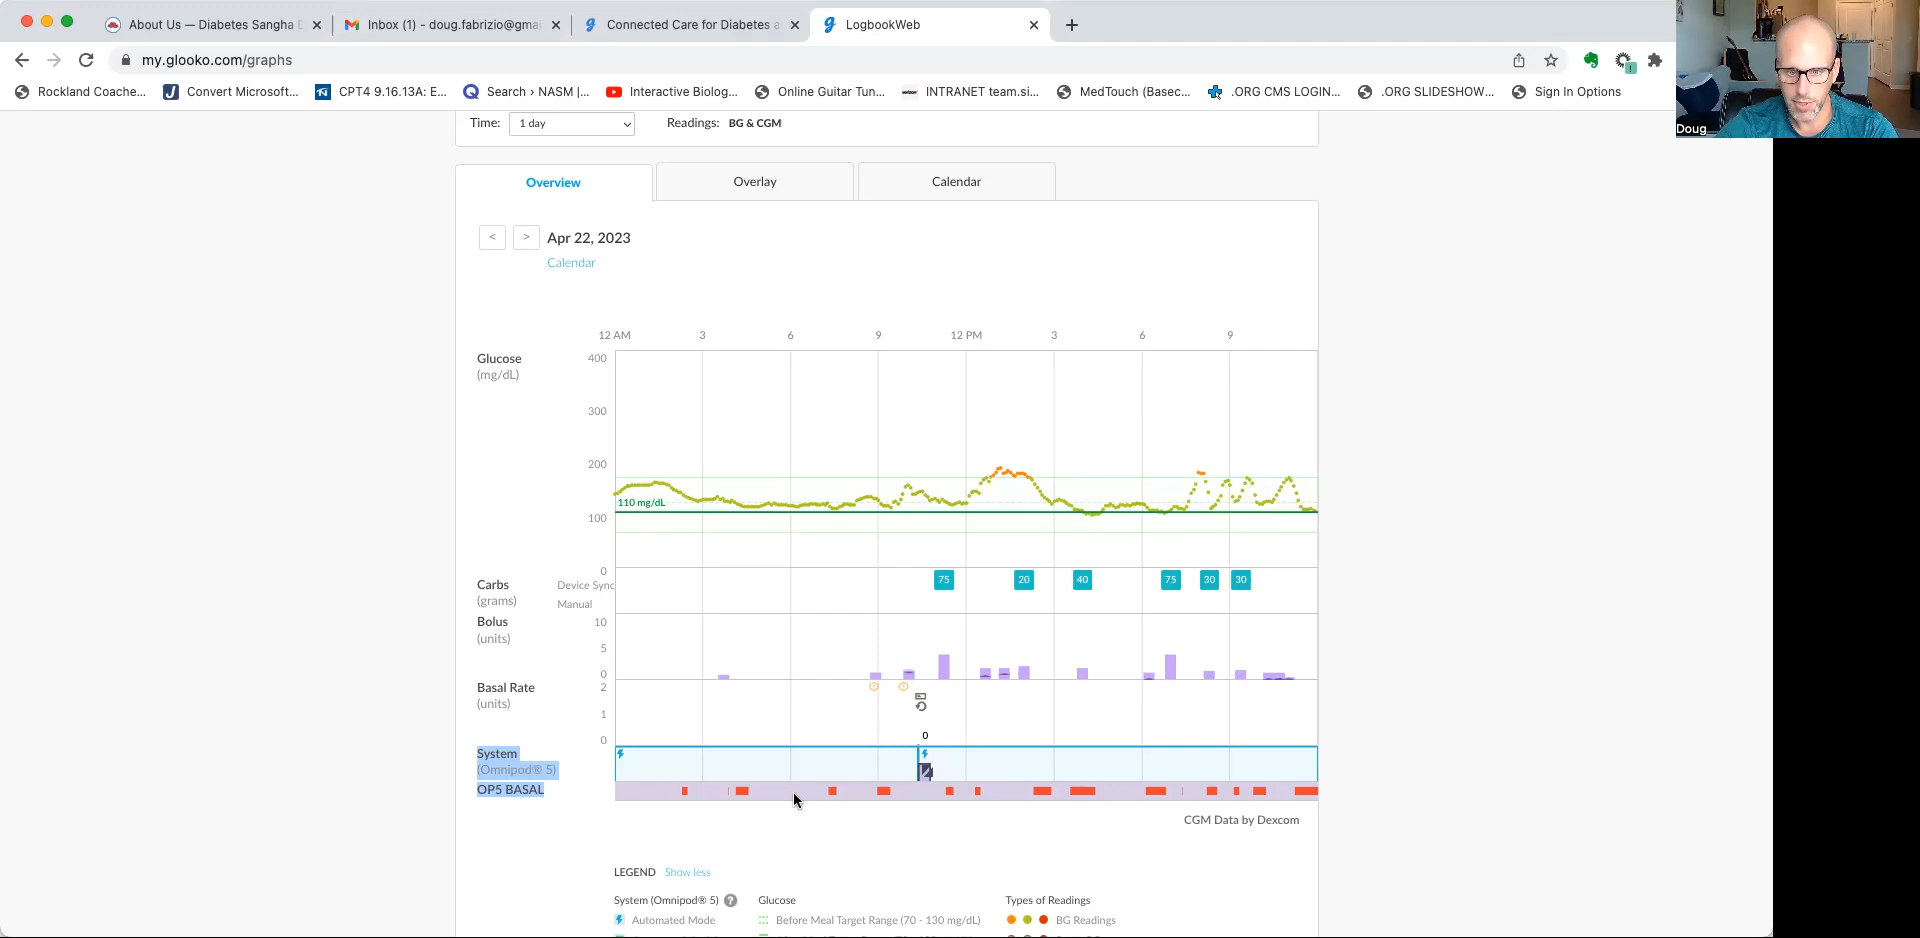 About Us — Diabetes Sangha D
Inbox (1) - doug.fabrizio@gmai
Connected Care for Diabetes a
LogbookWeb
my.glooko.com/graphs
Rockland Coache...
Convert Microsoft...
CPT4 9.16.13A: E...
Search › NASM |...
Interactive Biolog...
Online Guitar Tun...
INTRANET team.si...
MedTouch (Basec...
.ORG CMS LOGIN...
.ORG SLIDESHOW...
Sign In Options
Doug
Time: 1 day Readings: BG & CGM
Overview Overlay Calendar
< > Apr 22, 2023
Calendar
12 AM 3 6 9 12 PM 3 6 9
Glucose
(mg/dL)
400
300
200
110 mg/dL
100
0
Carbs
(grams)
Device Sync
Manual
75 20 40 75 30 30
Bolus
(units)
10
5
0
Basal Rate
(units)
2
1
0
0
System
(Omnipod® 5)
OP5 BASAL
CGM Data by Dexcom
LEGEND Show less
System (Omnipod® 5) ? Glucose Types of Readings
Automated Mode Before Meal Target Range (70 - 130 mg/dL) BG Readings